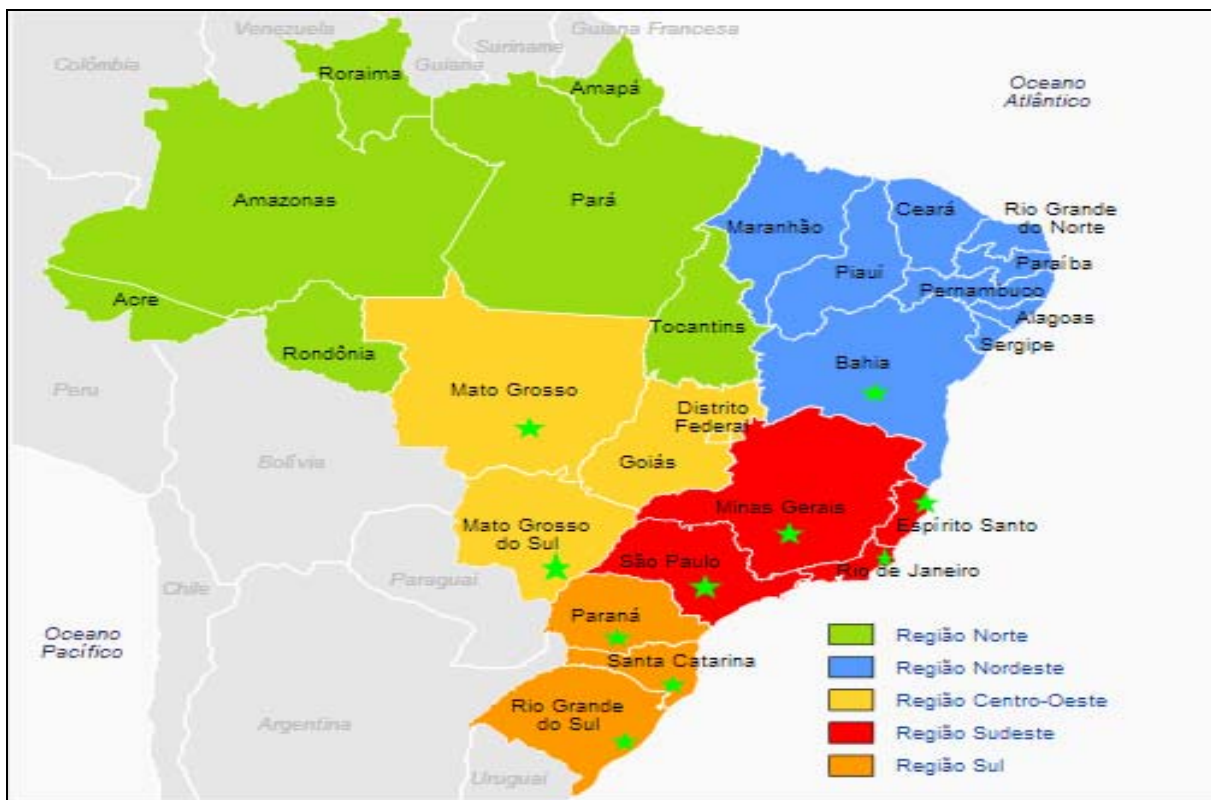 Venezuela
Guiana Francesa
Suriname
Colômbia
Guiana
Roraima
Amapá
Oceano
Atlântico
Amazonas
Pará
Maranhão
Ceará
Rio Grande
do Norte
Piauí
Paraíba
Pernambuco
Acre
Alagoas
Tocantins
Sergipe
Rondônia
Bahia
Peru
Mato Grosso
Distrito
Federal
Goiás
Bolívia
Minas Gerais
Mato Grosso
do Sul
Espírito Santo
São Paulo
Rio de Janeiro
Paraguai
Chile
Paraná
Oceano
Pacífico
Santa Catarina
Rio Grande
do Sul
Argentina
Uruguai
Região Norte
Região Nordeste
Região Centro-Oeste
Região Sudeste
Região Sul